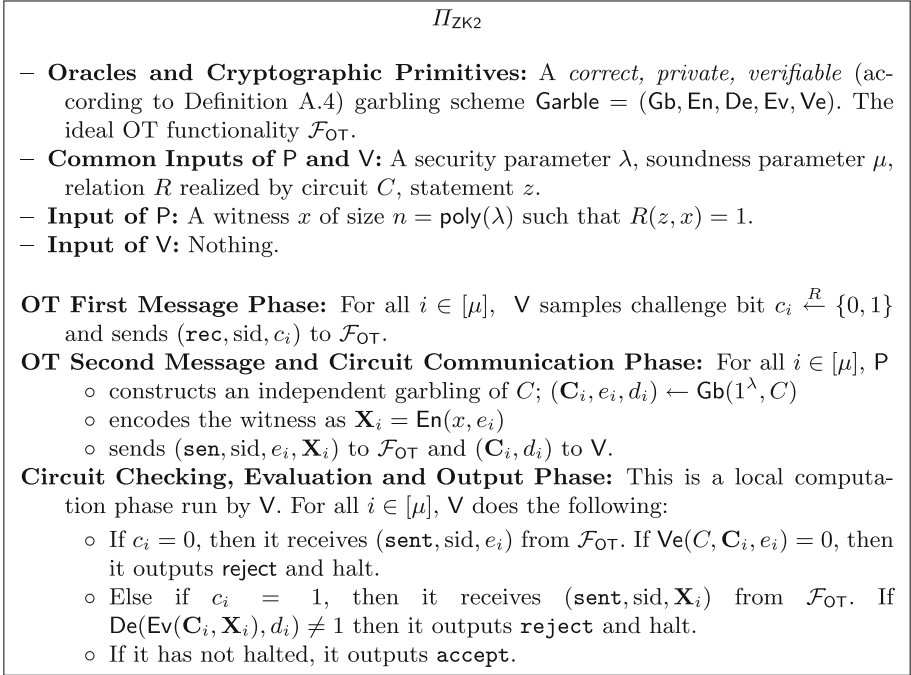 Π_ZK2
– Oracles and Cryptographic Primitives: A correct, private, verifiable (ac-
cording to Definition A.4) garbling scheme Garble = (Gb, En, De, Ev, Ve). The
ideal OT functionality F_OT.
– Common Inputs of P and V: A security parameter λ, soundness parameter μ,
relation R realized by circuit C, statement z.
– Input of P: A witness x of size n = poly(λ) such that R(z, x) = 1.
– Input of V: Nothing.
OT First Message Phase: For all i ∈ [μ], V samples challenge bit c_i ←^R {0, 1}
and sends (rec, sid, c_i) to F_OT.
OT Second Message and Circuit Communication Phase: For all i ∈ [μ], P
◦ constructs an independent garbling of C; (C_i, e_i, d_i) ← Gb(1^λ, C)
◦ encodes the witness as X_i = En(x, e_i)
◦ sends (sen, sid, e_i, X_i) to F_OT and (C_i, d_i) to V.
Circuit Checking, Evaluation and Output Phase: This is a local computa-
tion phase run by V. For all i ∈ [μ], V does the following:
◦ If c_i = 0, then it receives (sent, sid, e_i) from F_OT. If Ve(C, C_i, e_i) = 0, then
it outputs reject and halt.
◦ Else if c_i = 1, then it receives (sent, sid, X_i) from F_OT. If
De(Ev(C_i, X_i), d_i) ≠ 1 then it outputs reject and halt.
◦ If it has not halted, it outputs accept.